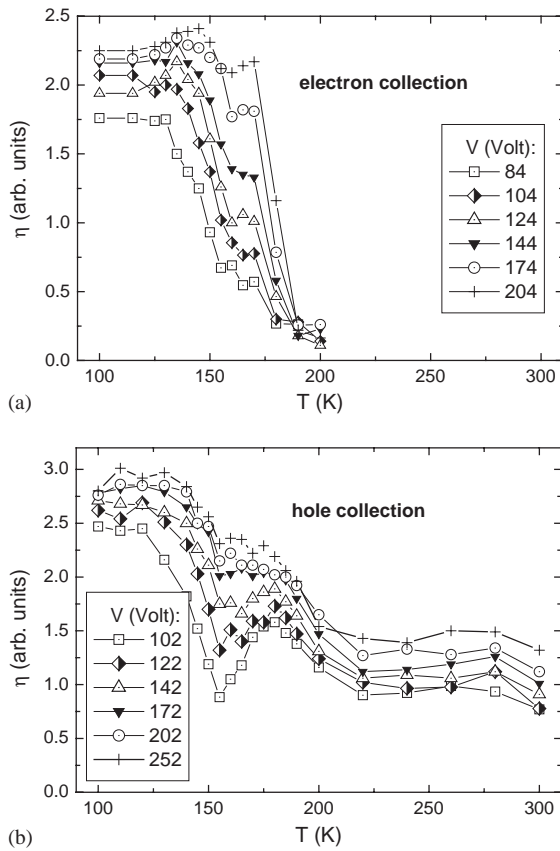 2.5
2.0
1.5
1.0
0.5
0.0
η (arb. units)
electron collection
V (Volt):
84
104
124
144
174
204
100 150 200 250 300
T (K)
(a)
3.0
2.5
2.0
1.5
1.0
0.5
0.0
η (arb. units)
hole collection
V (Volt):
102
122
142
172
202
252
100 150 200 250 300
T (K)
(b)